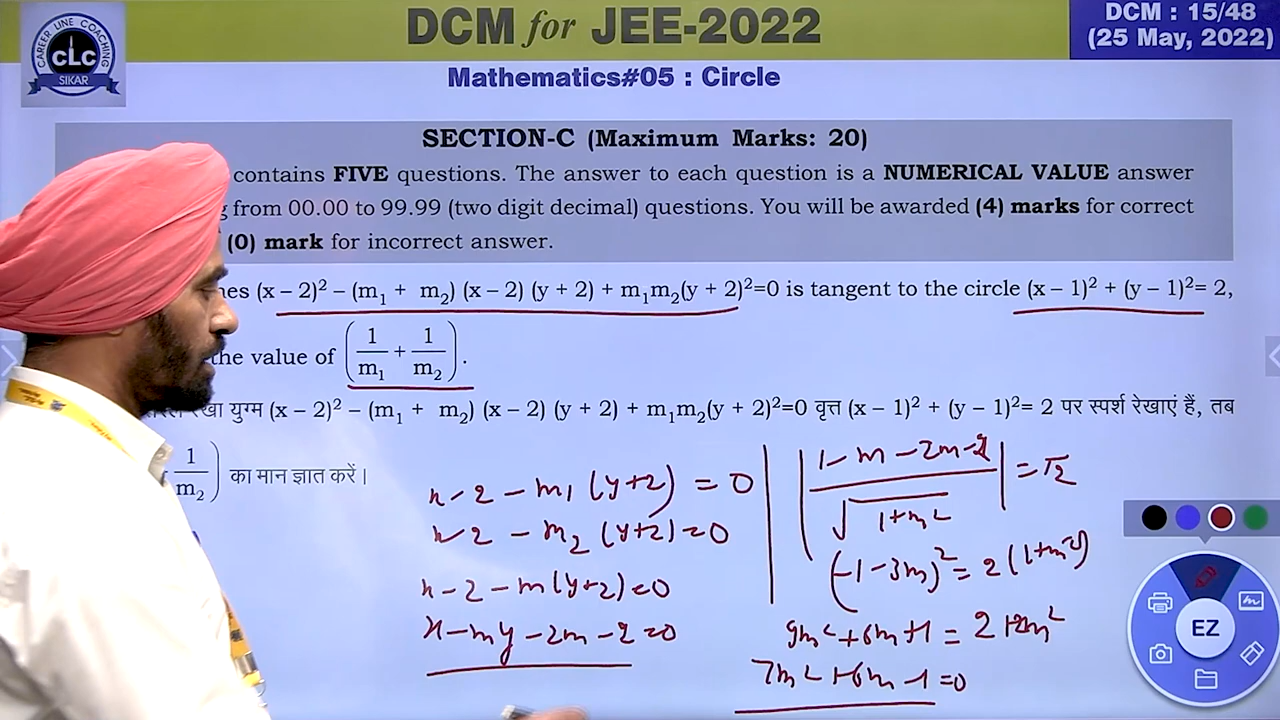 DCM for JEE-2022
DCM : 15/48
(25 May, 2022)
CAREER LINE COACHING
CLC
SIKAR
Mathematics#05 : Circle
SECTION-C (Maximum Marks: 20)
contains FIVE questions. The answer to each question is a NUMERICAL VALUE answer
from 00.00 to 99.99 (two digit decimal) questions. You will be awarded (4) marks for correct
(0) mark for incorrect answer.
(x – 2)² – (m₁ + m₂) (x – 2) (y + 2) + m₁m₂(y + 2)²=0 is tangent to the circle (x – 1)² + (y – 1)²= 2,
the value of (1/m₁ + 1/m₂).
युग्म (x – 2)² – (m₁ + m₂) (x – 2) (y + 2) + m₁m₂(y + 2)²=0 वृत्त (x – 1)² + (y – 1)²= 2 पर स्पर्श रेखाएं हैं, तब
1/m₂) का मान ज्ञात करें।
x-2-m₁(y+2) = 0
x-2-m₂(y+2)=0
x-2-m(y+2)=0
x-my-2m-2=0
|1-m-2m-2/√1+m²| = √2
(-1-3m)² = 2(1+m²)
9m²+6m+1 = 2+2m²
7m²+6m-1=0
EZ